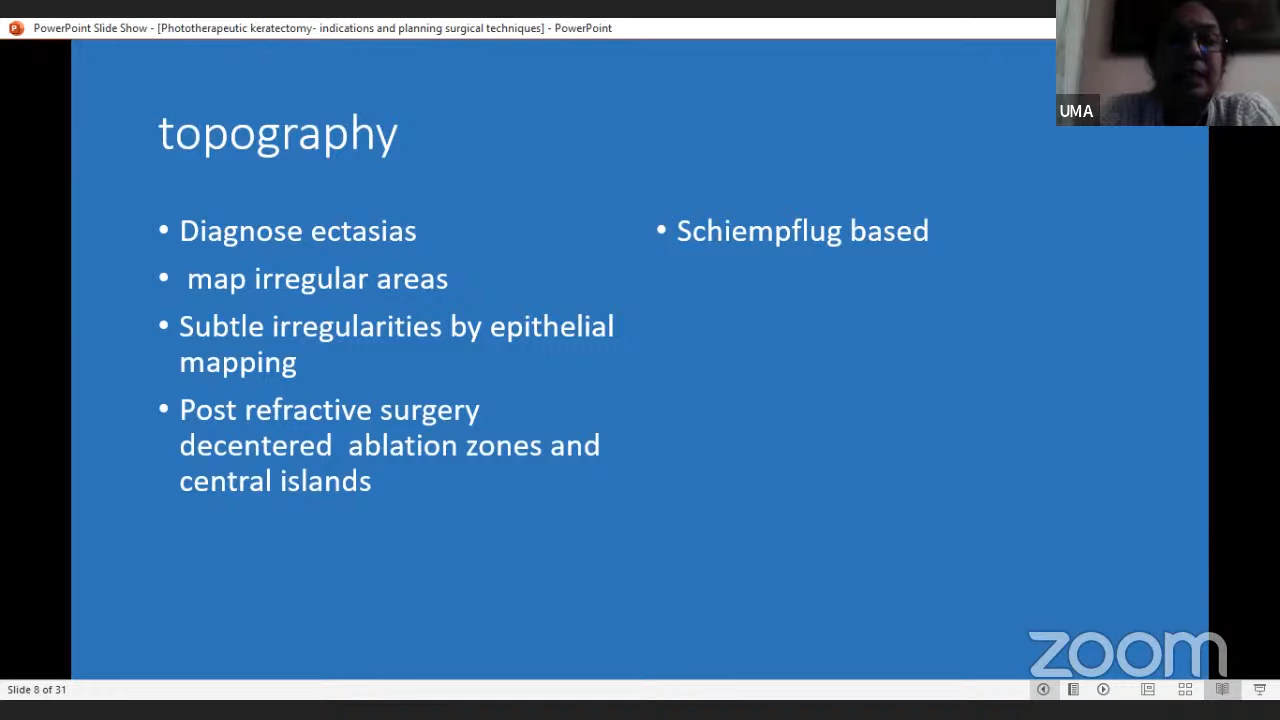 PowerPoint Slide Show - [Phototherapeutic keratectomy- indications and planning surgical techniques] - PowerPoint
UMA
topography
• Diagnose ectasias
• map irregular areas
• Subtle irregularities by epithelial
mapping
• Post refractive surgery
decentered ablation zones and
central islands
• Schiempflug based
zoom
Slide 8 of 31